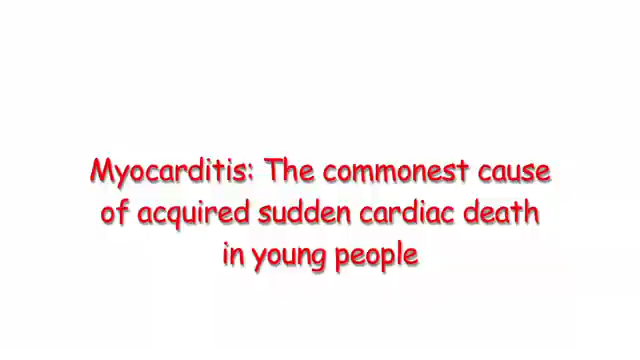 Myocarditis: The commonest cause
of acquired sudden cardiac death
in young people